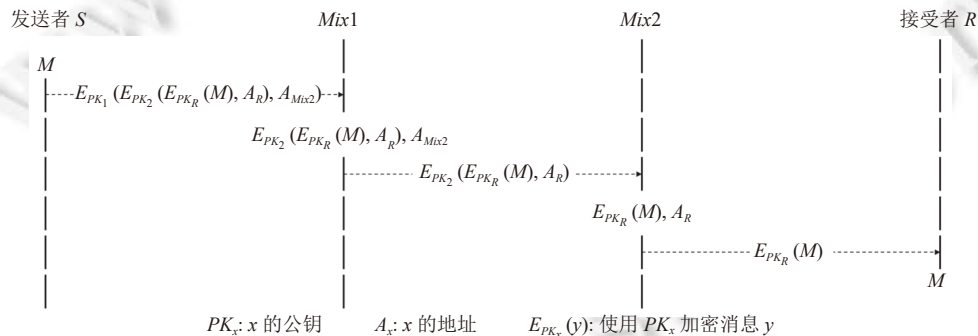 发送者 S Mix1 Mix2 接受者 R
M
E_{PK_1} (E_{PK_2} (E_{PK_R} (M), A_R), A_{Mix2})
E_{PK_2} (E_{PK_R} (M), A_R), A_{Mix2}
E_{PK_2} (E_{PK_R} (M), A_R)
E_{PK_R} (M), A_R
E_{PK_R} (M)
M
PK_x: x 的公钥 A_x: x 的地址 E_{PK_x} (y): 使用 PK_x 加密消息 y